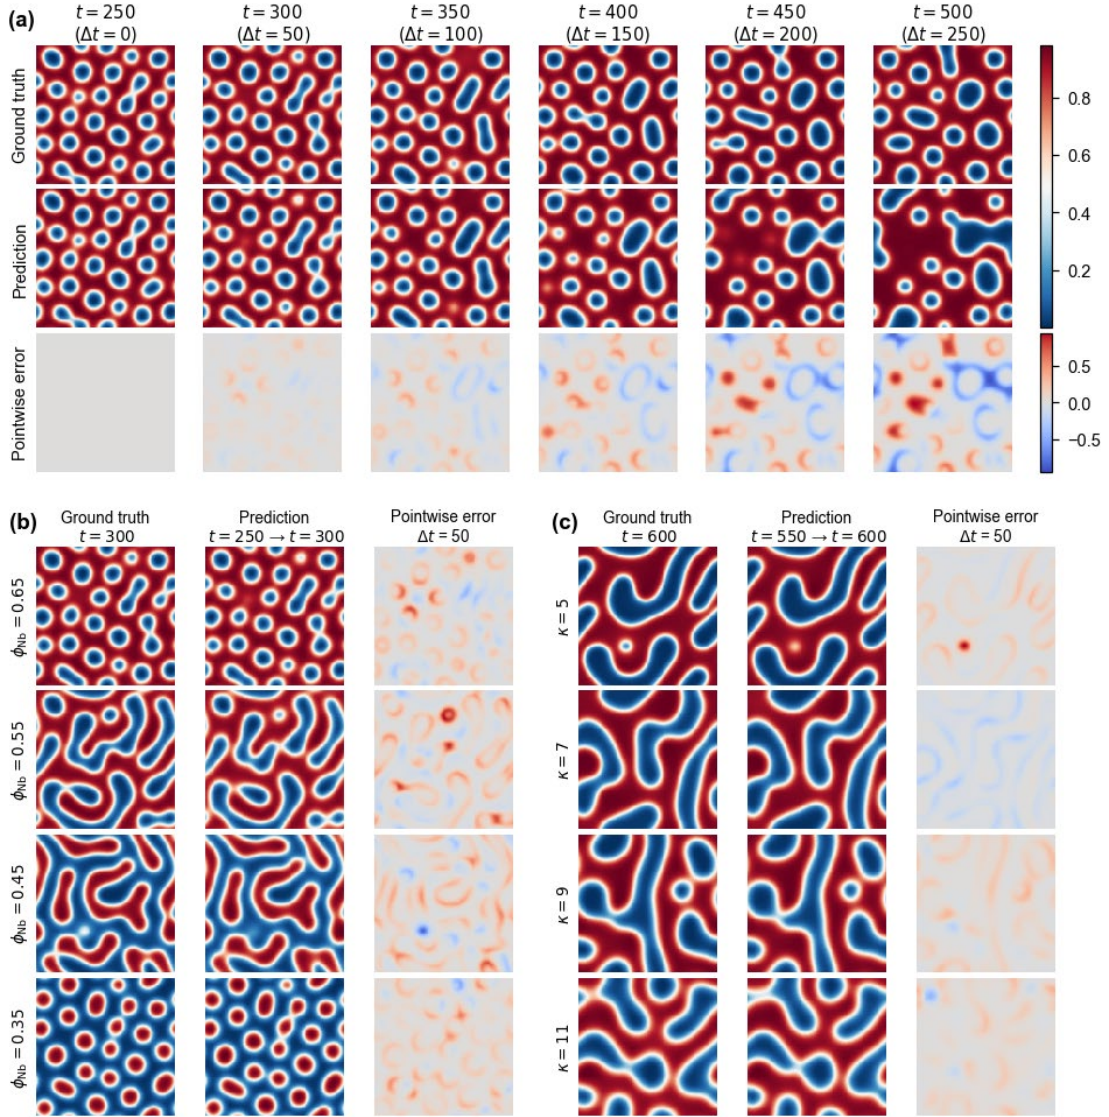 (a)
t = 250 t = 300 t = 350 t = 400 t = 450 t = 500
(Δt = 0) (Δt = 50) (Δt = 100) (Δt = 150) (Δt = 200) (Δt = 250)
Ground truth
0.8
0.6
0.4
0.2
Prediction
Pointwise error
0.5
0.0
−0.5
(b)
Ground truth Prediction Pointwise error
t = 300 t = 250 → t = 300 Δt = 50
ϕNb = 0.65
ϕNb = 0.55
ϕNb = 0.45
ϕNb = 0.35
(c)
Ground truth Prediction Pointwise error
t = 600 t = 550 → t = 600 Δt = 50
κ = 5
κ = 7
κ = 9
κ = 11